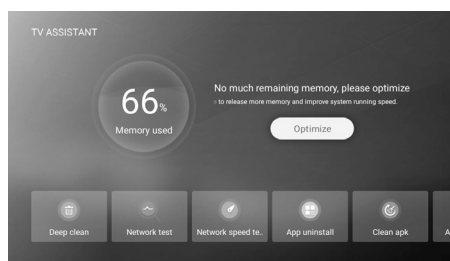 TV ASSISTANT
66%
Memory used
No much remaining memory, please optimize
to release more memory and improve system running speed.
Optimize
Deep clean
Network test
Network speed te..
App uninstall
Clean apk
A